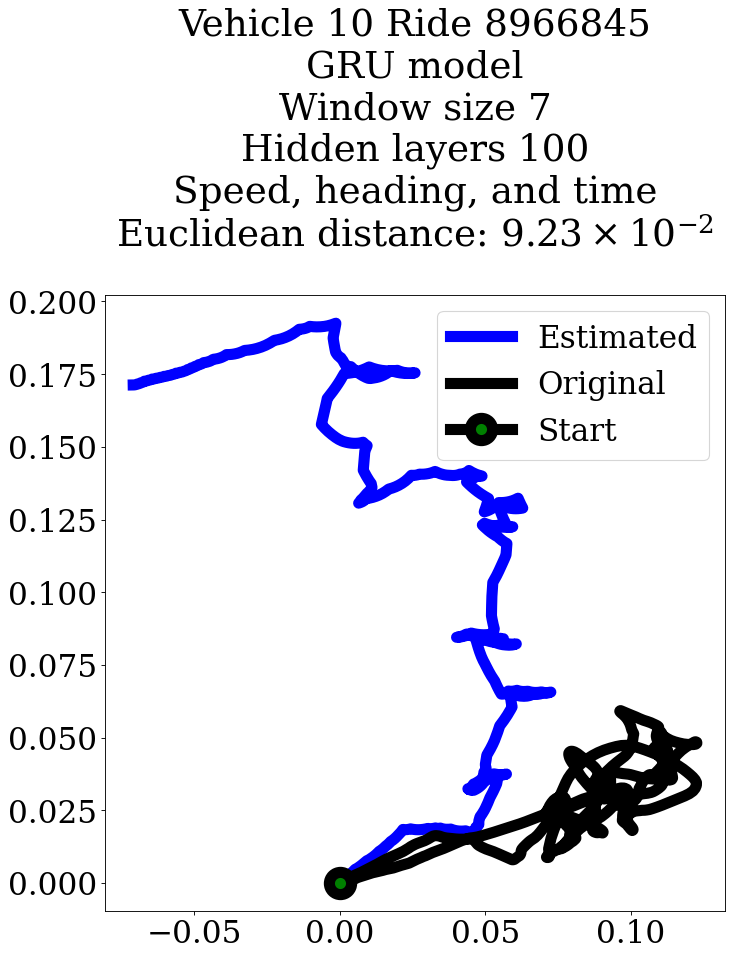 Vehicle 10 Ride 8966845
GRU model
Window size 7
Hidden layers 100
Speed, heading, and time
Euclidean distance: 9.23 × 10⁻²
0.200
0.175
0.150
0.125
0.100
0.075
0.050
0.025
0.000
Estimated
Original
Start
−0.05 0.00 0.05 0.10